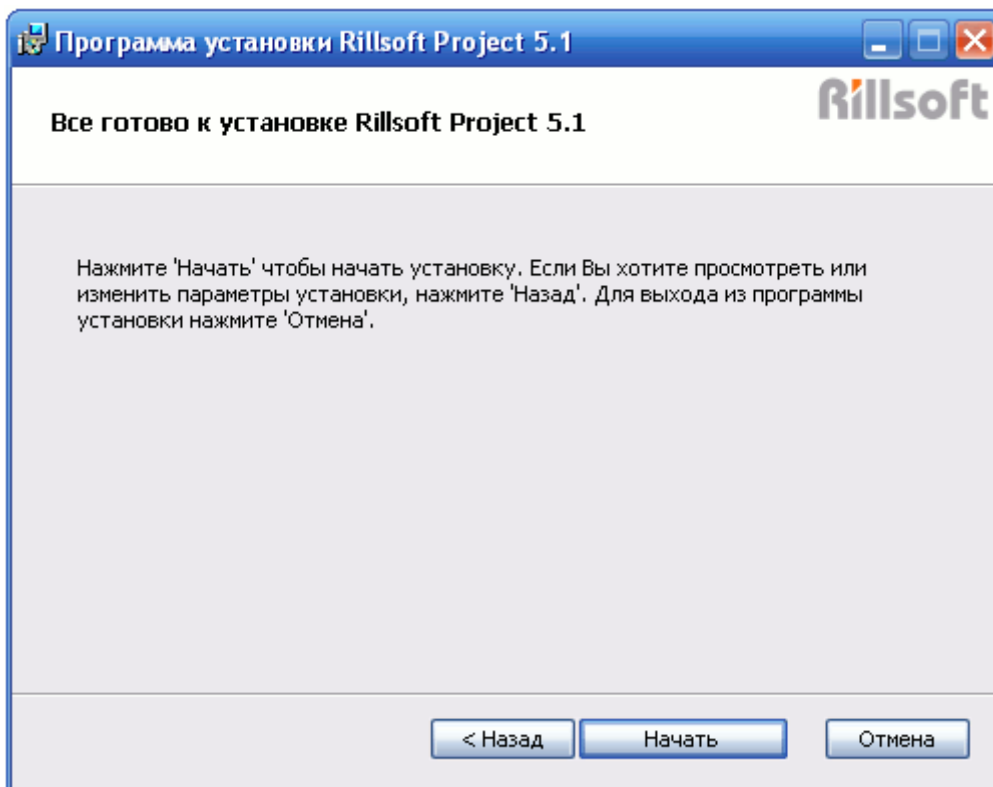 Программа установки Rillsoft Project 5.1
Rillsoft
Все готово к установке Rillsoft Project 5.1
Нажмите 'Начать' чтобы начать установку. Если Вы хотите просмотреть или
изменить параметры установки, нажмите 'Назад'. Для выхода из программы
установки нажмите 'Отмена'.
< Назад
Начать
Отмена